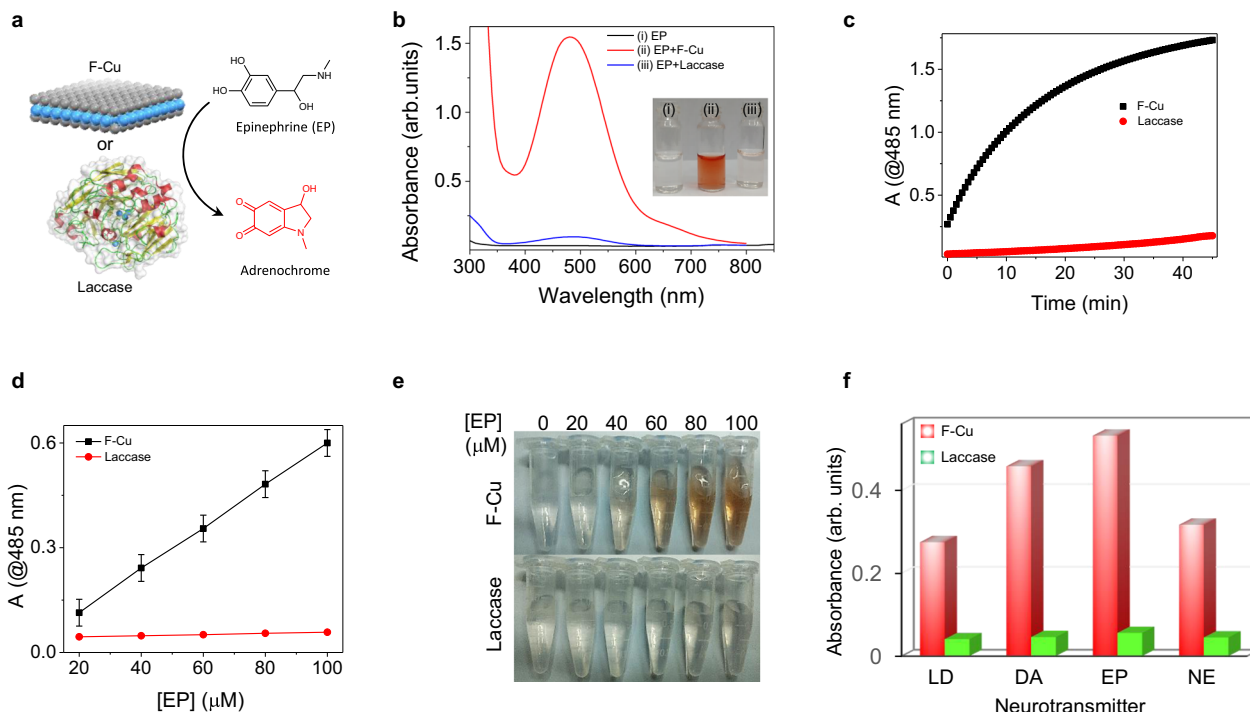 a
F-Cu
or
Laccase
HO
HO
OH
NH
Epinephrine (EP)
OH
O
O
N
Adrenochrome
b
Absorbance (arb.units)
1.5
1.0
0.5
(i) EP
(ii) EP+F-Cu
(iii) EP+Laccase
(i) (ii) (iii)
300 400 500 600 700 800
Wavelength (nm)
c
A (@485 nm)
1.5
1.0
0.5
F-Cu
Laccase
0 10 20 30 40
Time (min)
d
A (@485 nm)
0.6
0.3
0.0
F-Cu
Laccase
20 40 60 80 100
[EP] (μM)
e
[EP] 0 20 40 60 80 100
(μM)
F-Cu
Laccase
f
Absorbance (arb. units)
F-Cu
Laccase
0.4
0.2
0
LD DA EP NE
Neurotransmitter